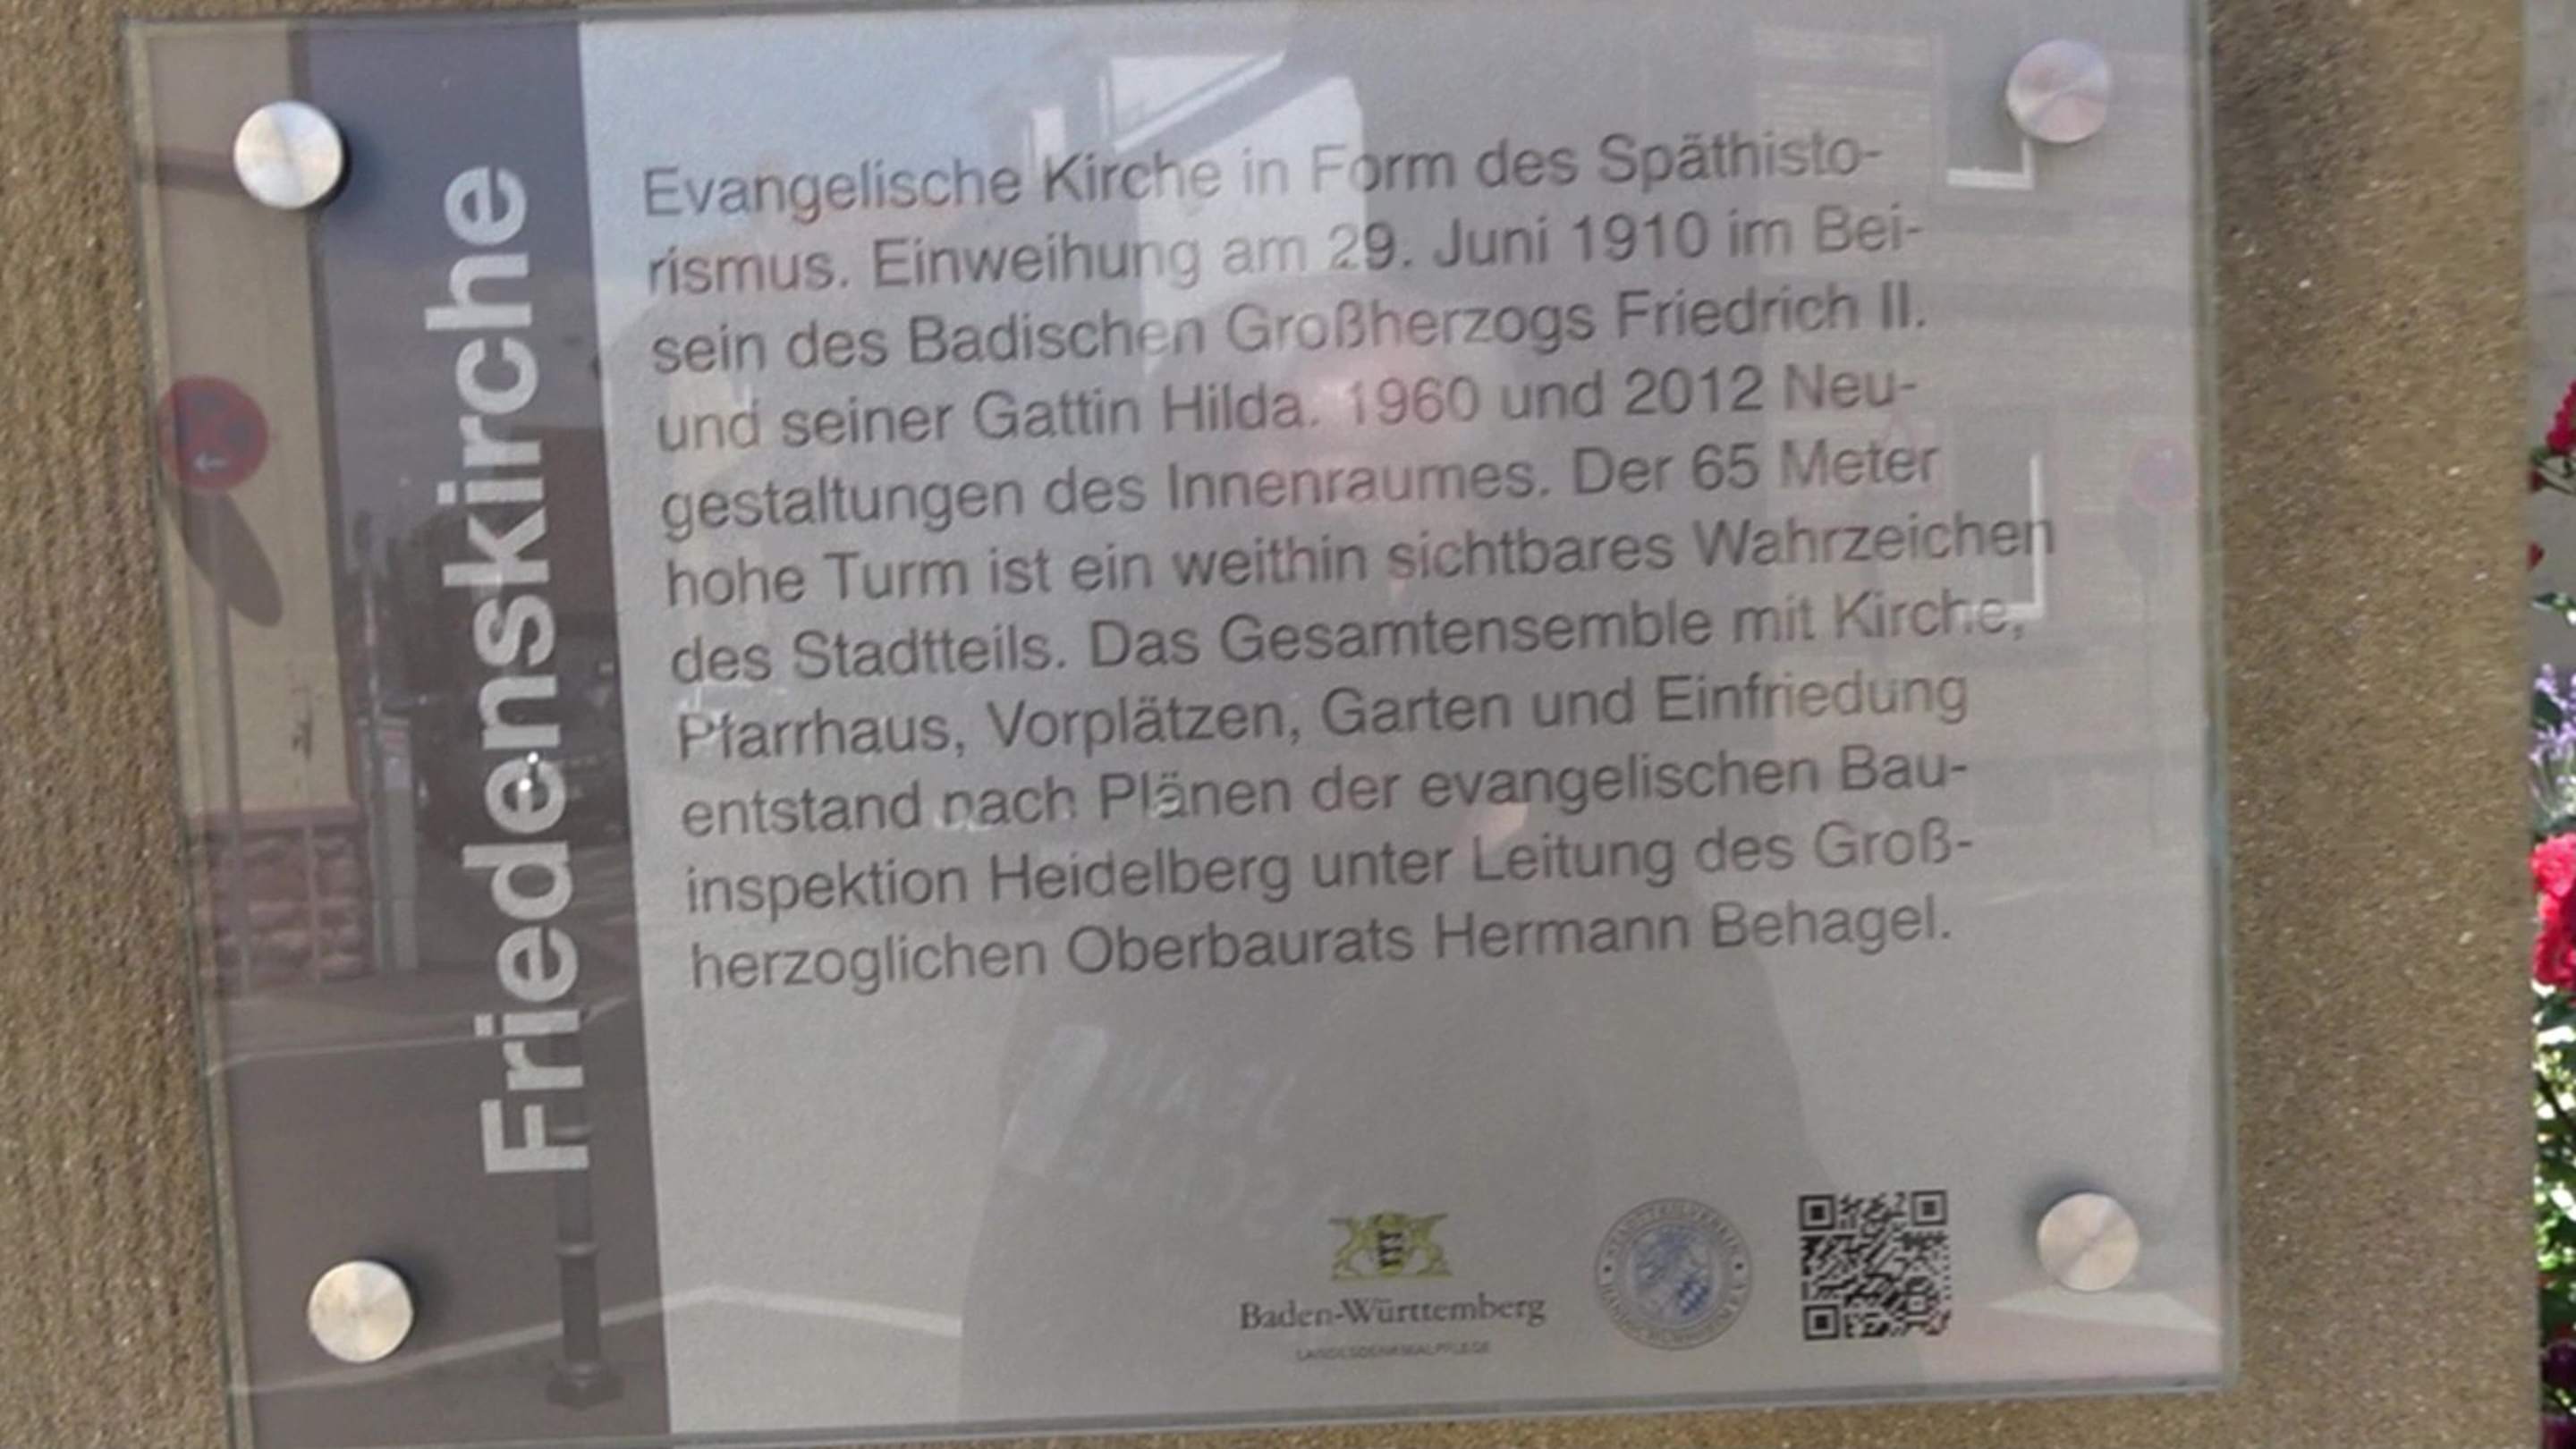 Friedenskirche
Evangelische Kirche in Form des Späthisto-
rismus. Einweihung am 29. Juni 1910 im Bei-
sein des Badischen Großherzogs Friedrich II.
und seiner Gattin Hilda. 1960 und 2012 Neu-
gestaltungen des Innenraumes. Der 65 Meter
hohe Turm ist ein weithin sichtbares Wahrzeichen
des Stadtteils. Das Gesamtensemble mit Kirche,
Pfarrhaus, Vorplätzen, Garten und Einfriedung
entstand nach Plänen der evangelischen Bau-
inspektion Heidelberg unter Leitung des Groß-
herzoglichen Oberbaurats Hermann Behagel.
Baden-Württemberg
LANDESDENKMALPFLEGE